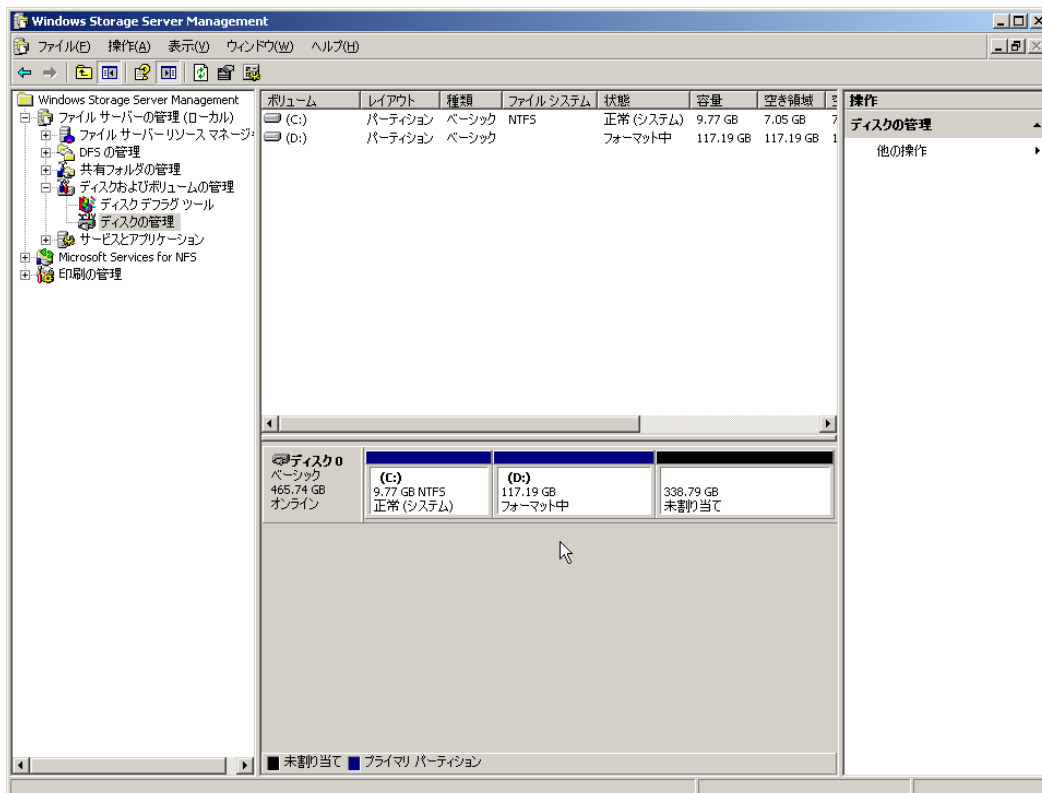 Windows Storage Server Management
ファイル(F) 操作(A) 表示(V) ウィンドウ(W) ヘルプ(H)
Windows Storage Server Management
ファイル サーバーの管理 (ローカル)
ファイル サーバー リソース マネージ
DFS の管理
共有フォルダの管理
ディスクおよびボリュームの管理
ディスク デフラグ ツール
ディスクの管理
サービスとアプリケーション
Microsoft Services for NFS
印刷の管理
ボリューム レイアウト 種類 ファイル システム 状態 容量 空き領域
(C:) パーティション ベーシック NTFS 正常 (システム) 9.77 GB 7.05 GB 7
(D:) パーティション ベーシック フォーマット中 117.19 GB 117.19 GB 1
ディスク 0
ベーシック
465.74 GB
オンライン
(C:)
9.77 GB NTFS
正常 (システム)
(D:)
117.19 GB
フォーマット中
338.79 GB
未割り当て
未割り当て プライマリ パーティション
操作
ディスクの管理
他の操作